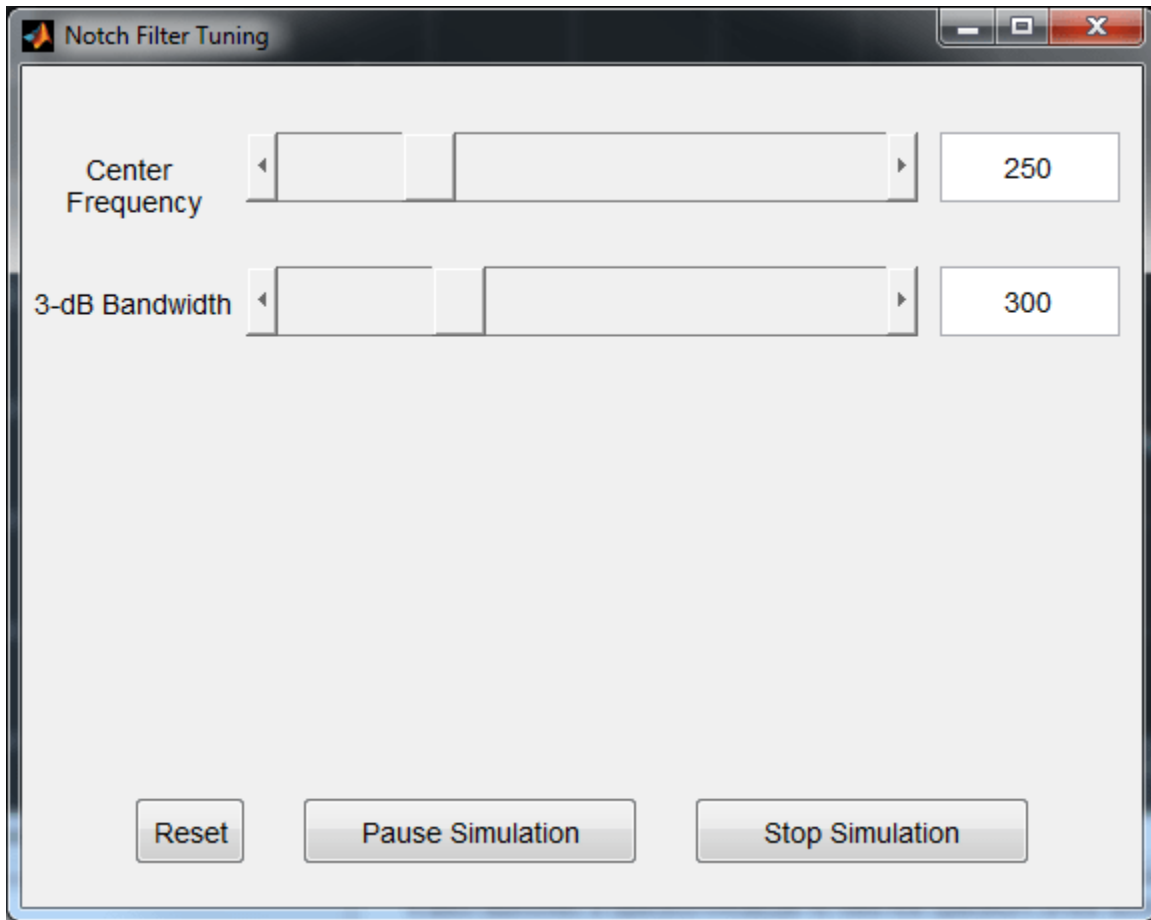 Notch Filter Tuning
Center
Frequency
250
3-dB Bandwidth
300
Reset
Pause Simulation
Stop Simulation